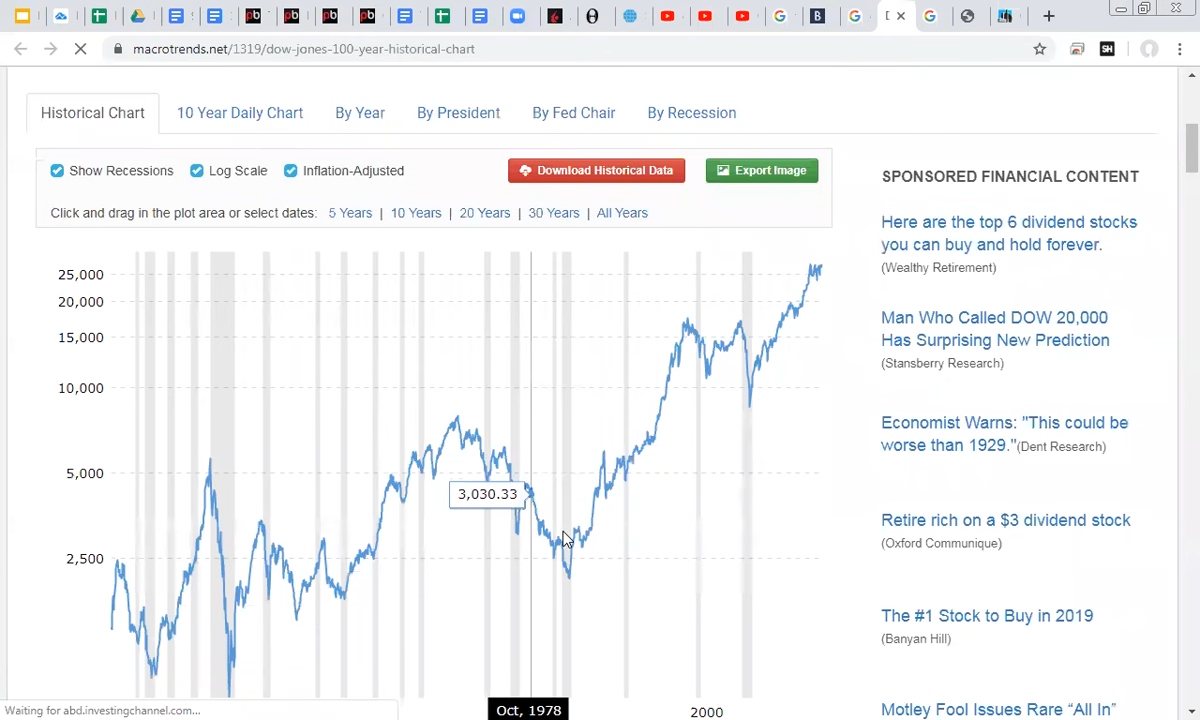 macrotrends.net/1319/dow-jones-100-year-historical-chart
SH
Historical Chart
10 Year Daily Chart
By Year
By President
By Fed Chair
By Recession
Show Recessions
Log Scale
Inflation-Adjusted
Download Historical Data
Export Image
Click and drag in the plot area or select dates: 5 Years | 10 Years | 20 Years | 30 Years | All Years
25,000
20,000
15,000
10,000
5,000
3,030.33
2,500
Oct, 1978
2000
SPONSORED FINANCIAL CONTENT
Here are the top 6 dividend stocks
you can buy and hold forever.
(Wealthy Retirement)
Man Who Called DOW 20,000
Has Surprising New Prediction
(Stansberry Research)
Economist Warns: "This could be
worse than 1929."(Dent Research)
Retire rich on a $3 dividend stock
(Oxford Communique)
The #1 Stock to Buy in 2019
(Banyan Hill)
Motley Fool Issues Rare “All In”
Waiting for abd.investingchannel.com...